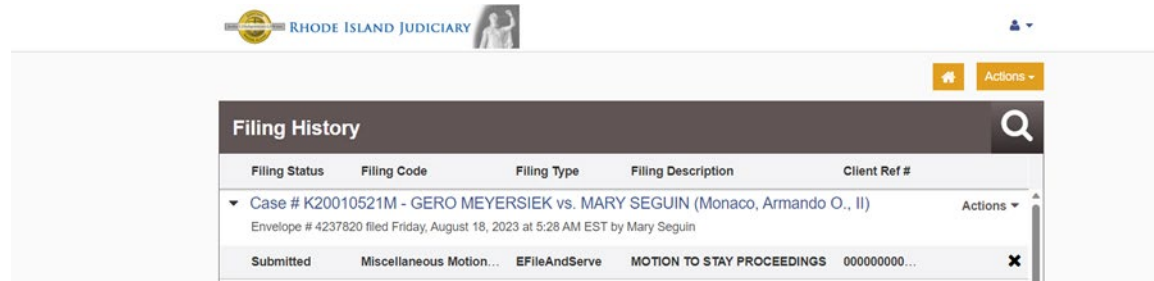 RHODE ISLAND JUDICIARY
Actions
Filing History
Filing Status Filing Code Filing Type Filing Description Client Ref #
Case # K20010521M - GERO MEYERSIEK vs. MARY SEGUIN (Monaco, Armando O., II) Actions
Envelope # 4237820 filed Friday, August 18, 2023 at 5:28 AM EST by Mary Seguin
Submitted Miscellaneous Motion... EFileAndServe MOTION TO STAY PROCEEDINGS 000000000...